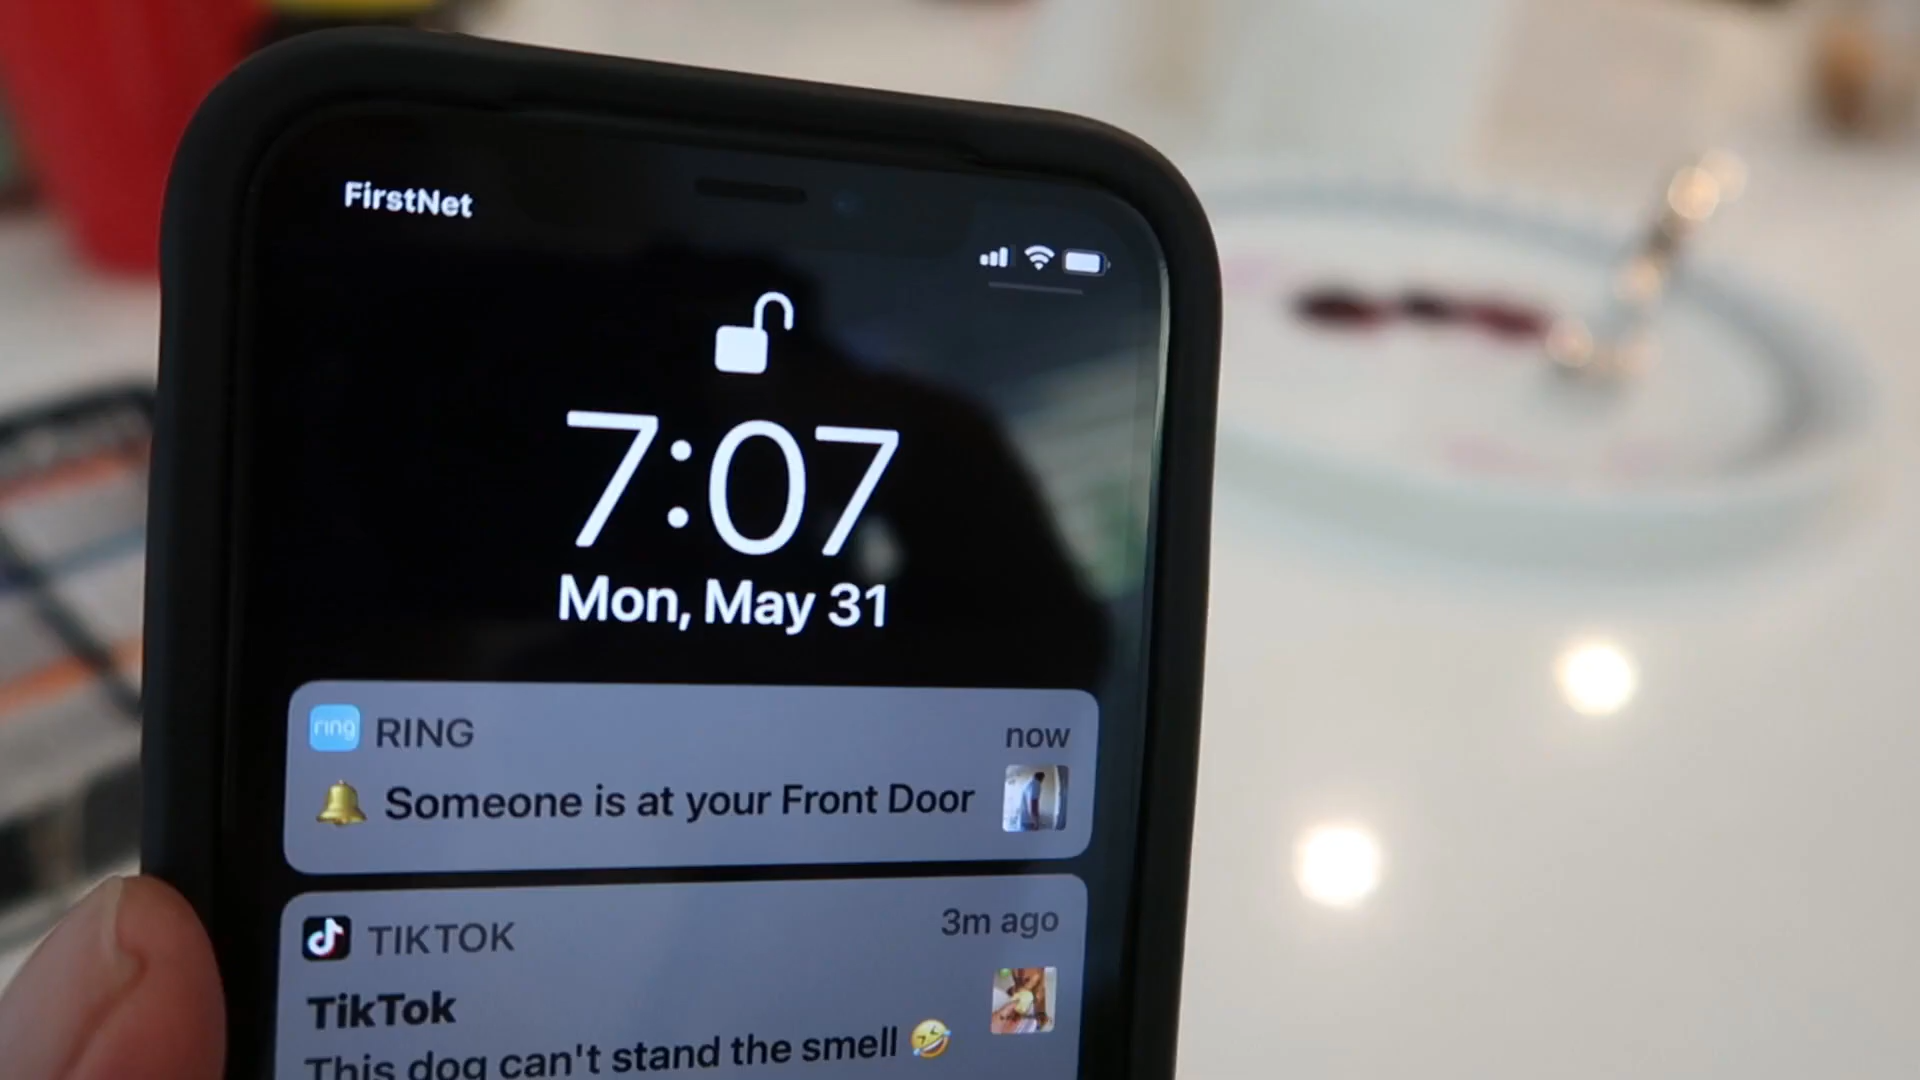 FirstNet
7:07
Mon, May 31
ring RING now
Someone is at your Front Door
TIKTOK 3m ago
TikTok
This dog can't stand the smell 🤣